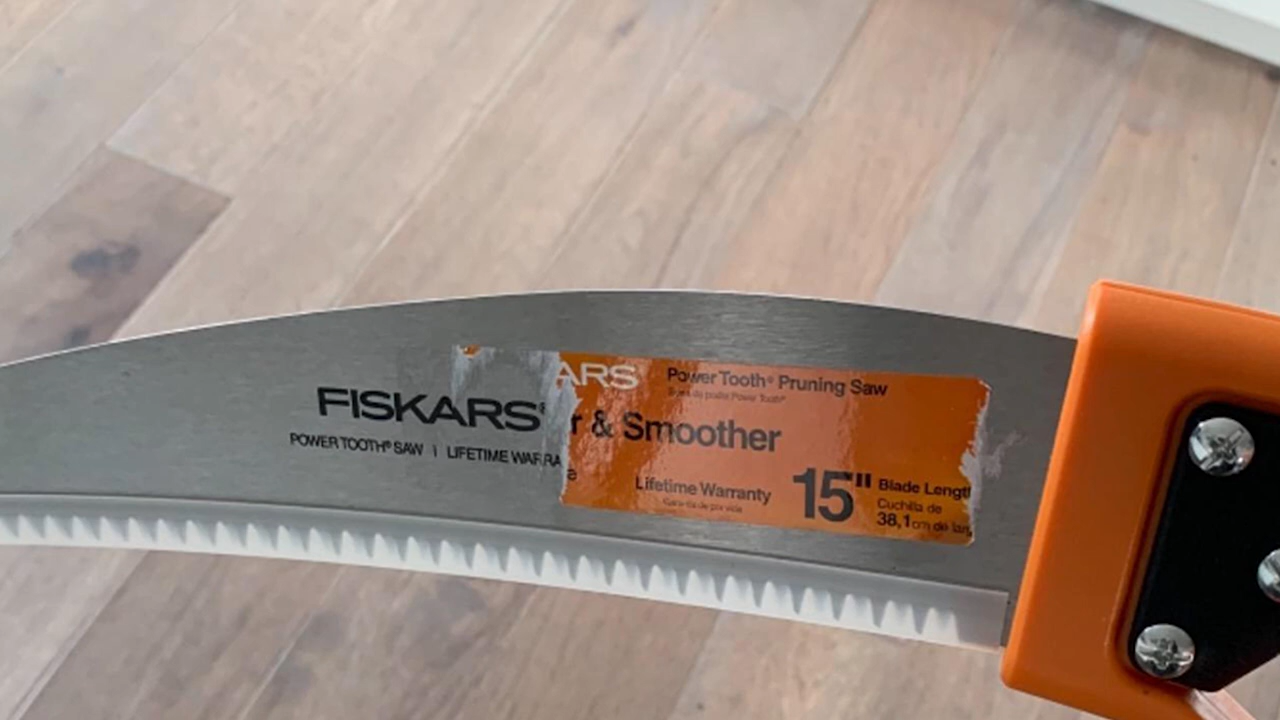 FISKARS®
POWER TOOTH® SAW | LIFETIME WARRA
ARS
Power Tooth® Pruning Saw
r & Smoother
Lifetime Warranty
15" Blade Lengt
Cuchilla de
38,1 cm de lar